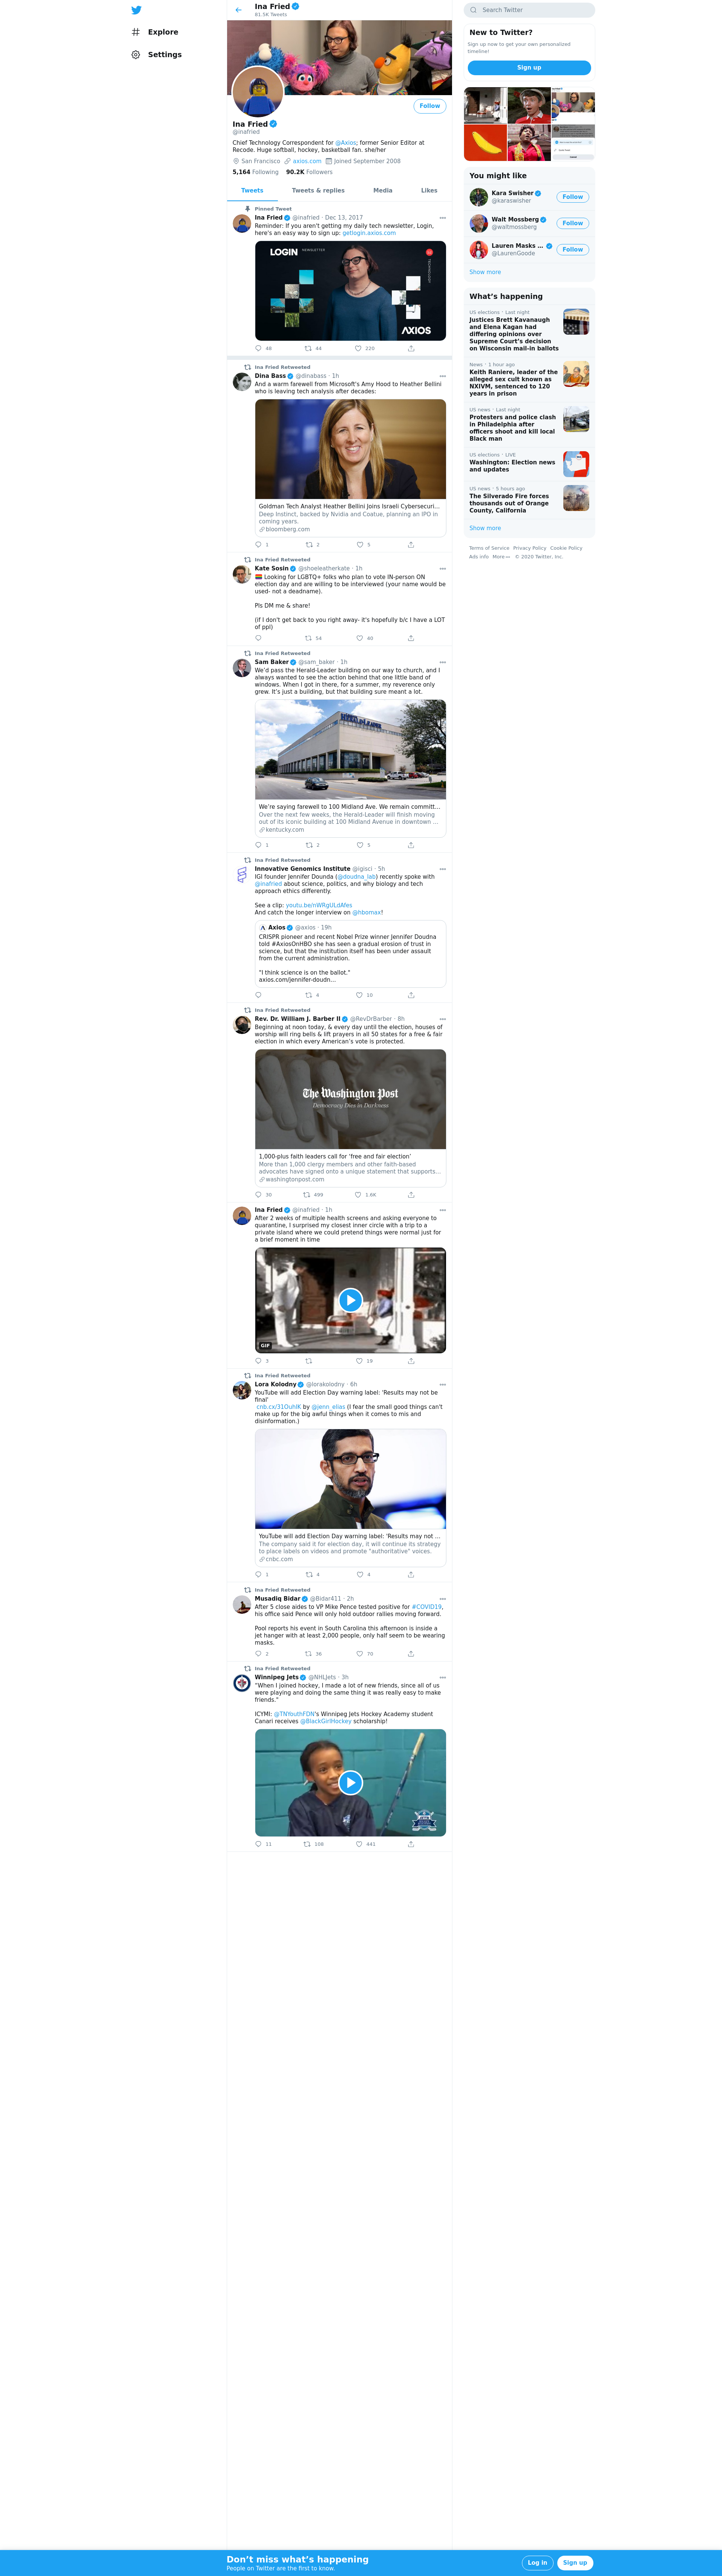 Explore
Settings
Ina Fried
61.5K Tweets
Follow
Ina Fried
@inafried
Chief Technology Correspondent for @Axios; former Senior Editor at
Recode. Huge softball, hockey, basketball fan. she/her
San Francisco axios.com Joined September 2008
5,164 Following 90.2K Followers
Tweets Tweets & replies Media Likes
Pinned Tweet
Ina Fried @inafried · Dec 13, 2017
Reminder: If you aren't getting my daily tech newsletter, Login,
here's an easy way to sign up: getlogin.axios.com
LOGIN NEWSLETTER
TECHNOLOGY
AXIOS
46 44 220
Ina Fried Retweeted
Dina Bass @dinabass · 1h
And a warm farewell from Microsoft's Amy Hood to Heather Bellini
who is leaving tech analysis after decades:
Goldman Tech Analyst Heather Bellini Joins Israeli Cybersecuri...
Deep Instinct, backed by Nvidia and Coatue, planning an IPO in
coming years.
bloomberg.com
1 2 5
Ina Fried Retweeted
Kate Sosin @shoeleatherkate · 1h
Looking for LGBTQ+ folks who plan to vote IN-person ON
election day and are willing to be interviewed (your name would be
used- not a deadname).
Pls DM me & share!
(If I don't get back to you right away- it's hopefully b/c I have a LOT
of ppl)
54 40
Ina Fried Retweeted
Sam Baker @sam_baker · 1h
We'd pass the Herald-Leader building on our way to church, and I
always wanted to see the action behind that one little band of
windows. When I got in there, for a summer, my reverence only
grew. It's just a building, but that building sure meant a lot.
We're saying farewell to 100 Midland Ave. We remain committ...
Over the next few weeks, the Herald-Leader will finish moving
out of its iconic building at 100 Midland Avenue in downtown ...
kentucky.com
1 2 5
Ina Fried Retweeted
Innovative Genomics Institute @igisci · 5h
IGI founder Jennifer Dounda (@doudna_lab) recently spoke with
@inafried about science, politics, and why biology and tech
approach ethics differently.
See a clip: youtu.be/nWRgULdAfes
And catch the longer interview on @hbomax!
Axios @axios · 19h
CRISPR pioneer and recent Nobel Prize winner Jennifer Doudna
told #AxiosOnHBO she has seen a gradual erosion of trust in
science, but that the institution itself has been under assault
from the current administration.
"I think science is on the ballot."
axios.com/jennifer-doudn...
4 10
Ina Fried Retweeted
Rev. Dr. William J. Barber II @RevDrBarber · 8h
Beginning at noon today, & every day until the election, houses of
worship will ring bells & lift prayers in all 50 states for a free & fair
election in which every American's vote is protected.
The Washington Post
Democracy Dies in Darkness
1,000-plus faith leaders call for 'free and fair election'
More than 1,000 clergy members and other faith-based
advocates have signed onto a unique statement that supports...
washingtonpost.com
30 499 1.6K
Ina Fried @inafried · 1h
After 2 weeks of multiple health screens and asking everyone to
quarantine, I surprised my closest inner circle with a trip to a
private island where we could pretend things were normal just for
a brief moment in time
GIF
3 19
Ina Fried Retweeted
Lora Kolodny @lorakolodny · 6h
YouTube will add Election Day warning label: 'Results may not be
final'
cnb.cx/31OuhlK by @jenn_elias (I fear the small good things can't
make up for the big awful things when it comes to mis and
disinformation.)
YouTube will add Election Day warning label: 'Results may not ...
The company said it for election day, it will continue its strategy
to place labels on videos and promote "authoritative" voices.
cnbc.com
1 4 4
Ina Fried Retweeted
Musadiq Bidar @Bidar411 · 2h
After 5 close aides to VP Mike Pence tested positive for #COVID19,
his office said Pence will only hold outdoor rallies moving forward.
Pool reports his event in South Carolina this afternoon is inside a
jet hanger with at least 2,000 people, only half seem to be wearing
masks.
2 36 70
Ina Fried Retweeted
Winnipeg Jets @NHLJets · 3h
"When I joined hockey, I made a lot of new friends, since all of us
were playing and doing the same thing it was really easy to make
friends."
ICYMI: @TNYouthFDN's Winnipeg Jets Hockey Academy student
Canari receives @BlackGirlHockey scholarship!
11 108 441
Search Twitter
New to Twitter?
Sign up now to get your own personalized
timeline!
Sign up
You might like
Kara Swisher
@karaswisher
Follow
Walt Mossberg
@waltmossberg
Follow
Lauren Masks ...
@LaurenGoode
Follow
Show more
What's happening
US elections · Last night
Justices Brett Kavanaugh
and Elena Kagan had
differing opinions over
Supreme Court's decision
on Wisconsin mail-in ballots
News · 1 hour ago
Keith Raniere, leader of the
alleged sex cult known as
NXIVM, sentenced to 120
years in prison
US news · Last night
Protesters and police clash
in Philadelphia after
officers shoot and kill local
Black man
US elections · LIVE
Washington: Election news
and updates
US news · 5 hours ago
The Silverado Fire forces
thousands out of Orange
County, California
Show more
Terms of Service Privacy Policy Cookie Policy
Ads info More © 2020 Twitter, Inc.
Don't miss what's happening
People on Twitter are the first to know.
Log in Sign up